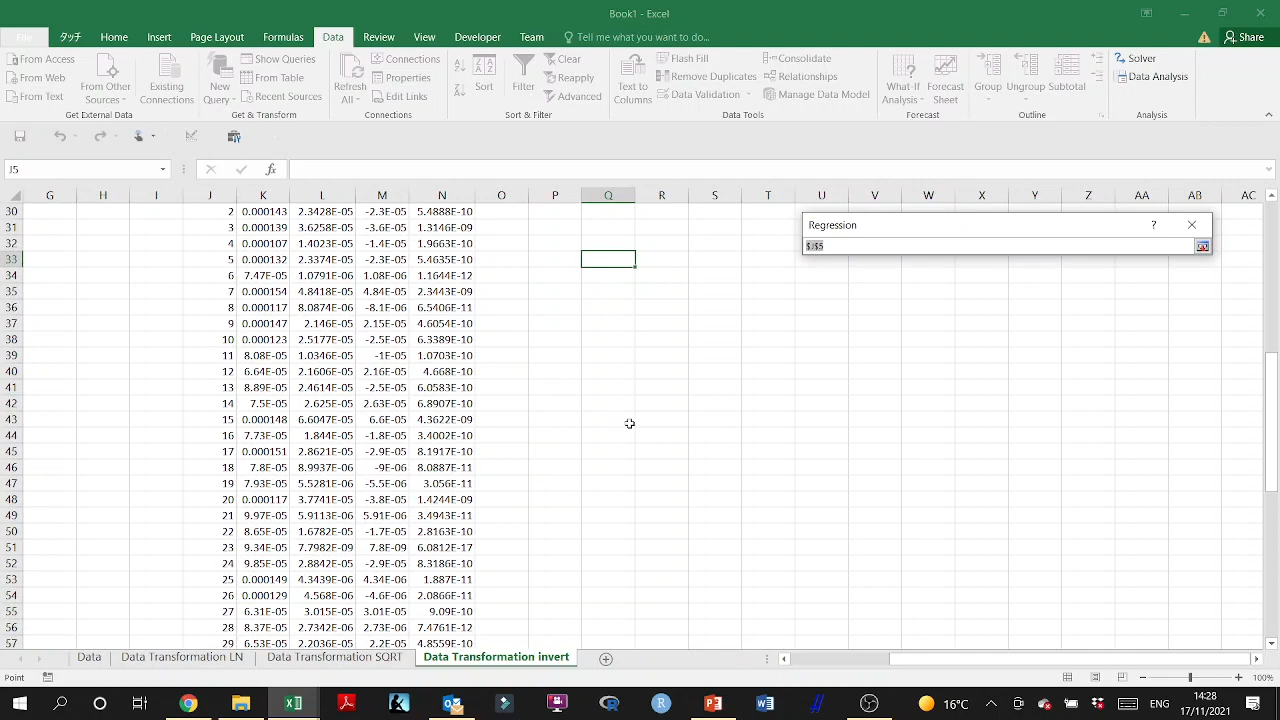 Book1 - Excel
File タッチ Home Insert Page Layout Formulas Data Review View Developer Team Tell me what you want to do... Share
From Access From Web From Text From Other Sources Existing Connections Get External Data
New Query Show Queries From Table Recent Sources Get & Transform
Refresh All Connections Properties Edit Links Connections
Sort Filter Clear Reapply Advanced Sort & Filter
Text to Columns Flash Fill Remove Duplicates Data Validation Consolidate Relationships Manage Data Model Data Tools
What-If Analysis Forecast Sheet Forecast
Group Ungroup Subtotal Outline
Solver Data Analysis Analysis
J5 fx
G H I J K L M N O P Q R S T U V W X Y Z AA AB AC
Regression ?
$J$5
30 2 0.000143 2.3428E-05 -2.3E-05 5.4888E-10
31 3 0.000139 3.6258E-05 -3.6E-05 1.3146E-09
32 4 0.000107 1.4023E-05 -1.4E-05 1.9663E-10
33 5 0.000132 2.3374E-05 -2.3E-05 5.4635E-10
34 6 7.47E-05 1.0791E-06 1.08E-06 1.1644E-12
35 7 0.000154 4.8418E-05 4.84E-05 2.3443E-09
36 8 0.000117 8.0874E-06 -8.1E-06 6.5406E-11
37 9 0.000147 2.146E-05 2.15E-05 4.6054E-10
38 10 0.000123 2.5177E-05 -2.5E-05 6.3389E-10
39 11 8.08E-05 1.0346E-05 -1E-05 1.0703E-10
40 12 6.64E-05 2.1606E-05 2.16E-05 4.668E-10
41 13 8.89E-05 2.4614E-05 -2.5E-05 6.0583E-10
42 14 7.5E-05 2.625E-05 2.63E-05 6.8907E-10
43 15 0.000148 6.6047E-05 6.6E-05 4.3622E-09
44 16 7.73E-05 1.844E-05 -1.8E-05 3.4002E-10
45 17 0.000151 2.8621E-05 -2.9E-05 8.1917E-10
46 18 7.8E-05 8.9937E-06 -9E-06 8.0887E-11
47 19 7.93E-05 5.5281E-06 -5.5E-06 3.056E-11
48 20 0.000117 3.7741E-05 -3.8E-05 1.4244E-09
49 21 9.97E-05 5.9113E-06 5.91E-06 3.4943E-11
50 22 8.65E-05 1.6782E-05 -1.7E-05 2.8163E-10
51 23 9.34E-05 7.7982E-09 7.8E-09 6.0812E-17
52 24 9.85E-05 2.8842E-05 -2.9E-05 8.3186E-10
53 25 0.000149 4.3439E-06 4.34E-06 1.887E-11
54 26 0.000129 4.568E-06 -4.6E-06 2.0866E-11
55 27 6.31E-05 3.015E-05 3.01E-05 9.09E-10
56 28 8.37E-05 2.7342E-06 2.73E-06 7.4761E-12
57 29 6.53E-05 2.2036E-05 2.2E-05 4.8559E-10
Data Data Transformation LN Data Transformation SQRT Data Transformation invert
Point 100%
16°C 14:28
17/11/2021